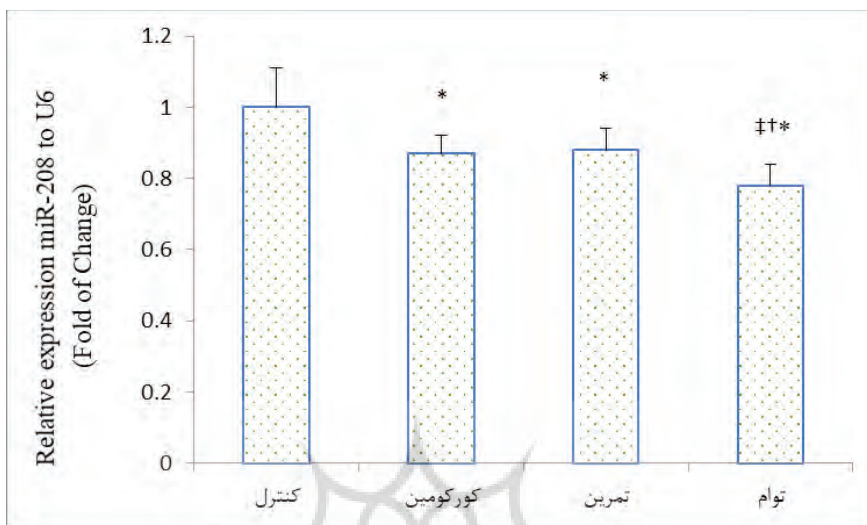 Relative expression miR-208 to U6
(Fold of Change)
1.2
1
0.8
0.6
0.4
0.2
0
*
*
‡†*
کنترل
کورکومین
تمرین
توام